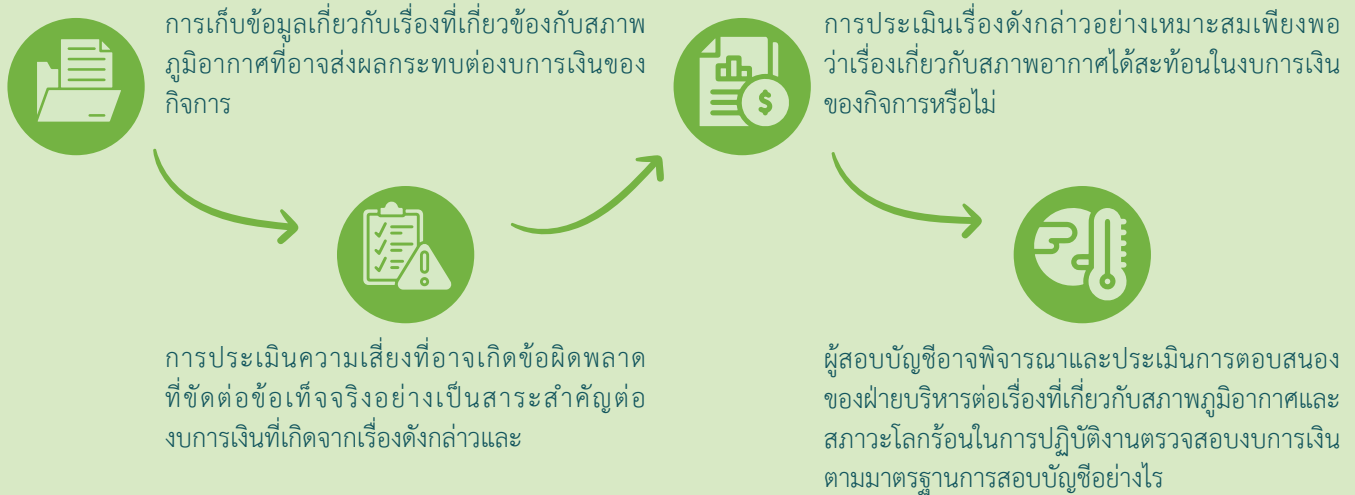 การเก็บข้อมูลเกี่ยวกับเรื่องที่เกี่ยวข้องกับสภาพ
ภูมิอากาศที่อาจส่งผลกระทบต่องบการเงินของ
กิจการ
การประเมินความเสี่ยงที่อาจเกิดข้อผิดพลาด
ที่ขัดต่อข้อเท็จจริงอย่างเป็นสาระสำคัญต่อ
งบการเงินที่เกิดจากเรื่องดังกล่าวและ
การประเมินเรื่องดังกล่าวอย่างเหมาะสมเพียงพอ
ว่าเรื่องเกี่ยวกับสภาพอากาศได้สะท้อนในงบการเงิน
ของกิจการหรือไม่
$
ผู้สอบบัญชีอาจพิจารณาและประเมินการตอบสนอง
ของฝ่ายบริหารต่อเรื่องที่เกี่ยวกับสภาพภูมิอากาศและ
สภาวะโลกร้อนในการปฏิบัติงานตรวจสอบงบการเงิน
ตามมาตรฐานการสอบบัญชีอย่างไร